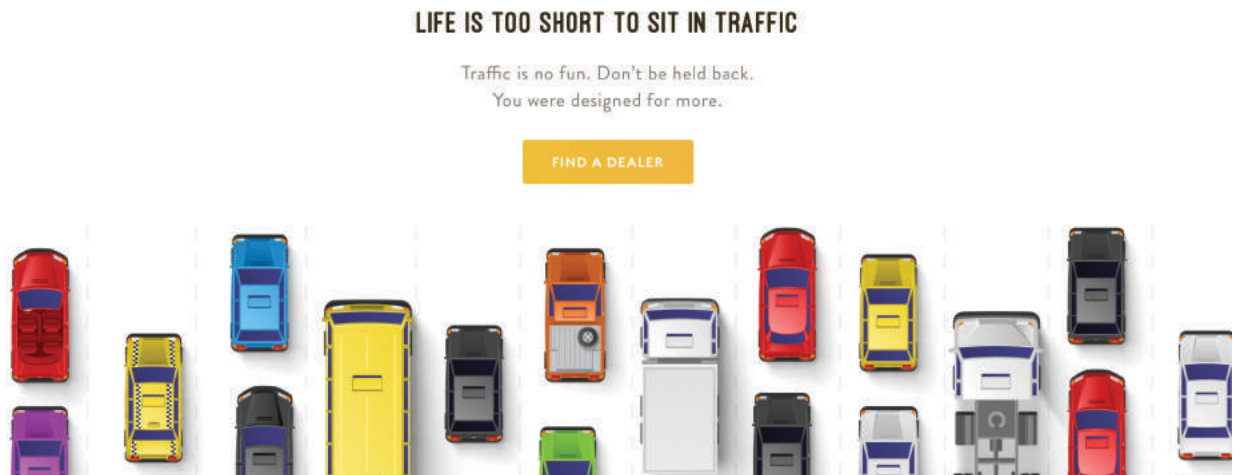 LIFE IS TOO SHORT TO SIT IN TRAFFIC
Traffic is no fun. Don't be held back.
You were designed for more.
FIND A DEALER